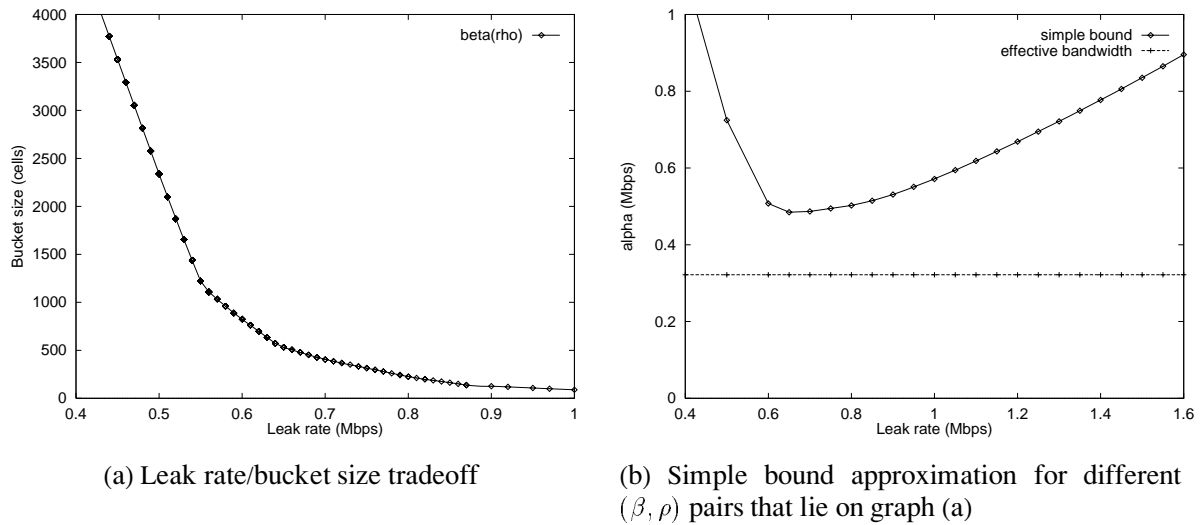 4000
3500
3000
2500
2000
1500
1000
500
0
Bucket size (cells)
beta(rho)
0.4 0.5 0.6 0.7 0.8 0.9 1
Leak rate (Mbps)
(a) Leak rate/bucket size tradeoff
1
0.8
0.6
0.4
0.2
0
alpha (Mbps)
simple bound
effective bandwidth
0.4 0.6 0.8 1 1.2 1.4 1.6
Leak rate (Mbps)
(b) Simple bound approximation for different
(β, ρ) pairs that lie on graph (a)